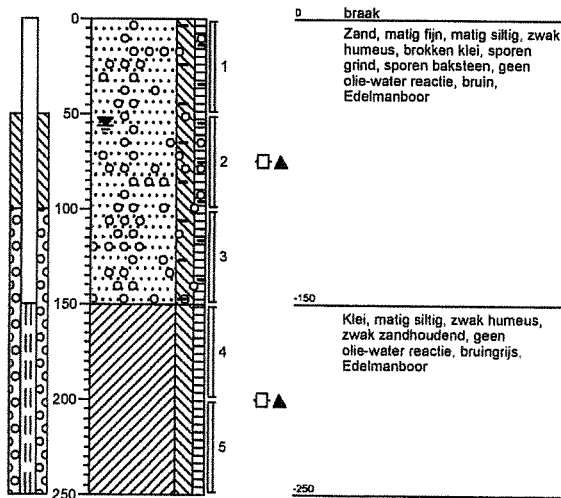 0
50
100
150
200
250
1
2
3
4
5
0 braak
Zand, matig fijn, matig siltig, zwak
humeus, brokken klei, sporen
grind, sporen baksteen, geen
olie-water reactie, bruin,
Edelmanboor
-150
Klei, matig siltig, zwak humeus,
zwak zandhoudend, geen
olie-water reactie, bruingrijs,
Edelmanboor
-250